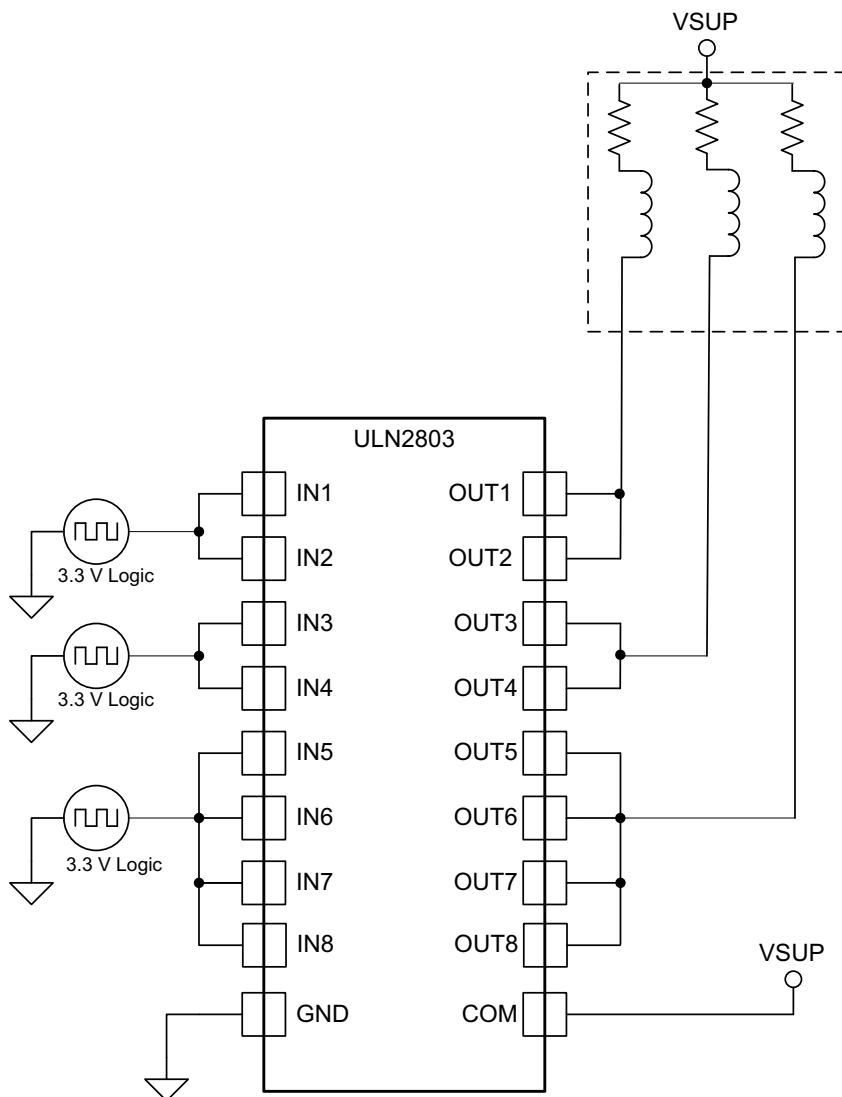 VSUP
ULN2803
IN1
OUT1
IN2
OUT2
3.3 V Logic
IN3
OUT3
IN4
OUT4
3.3 V Logic
IN5
OUT5
IN6
OUT6
3.3 V Logic
IN7
OUT7
IN8
OUT8
VSUP
GND
COM